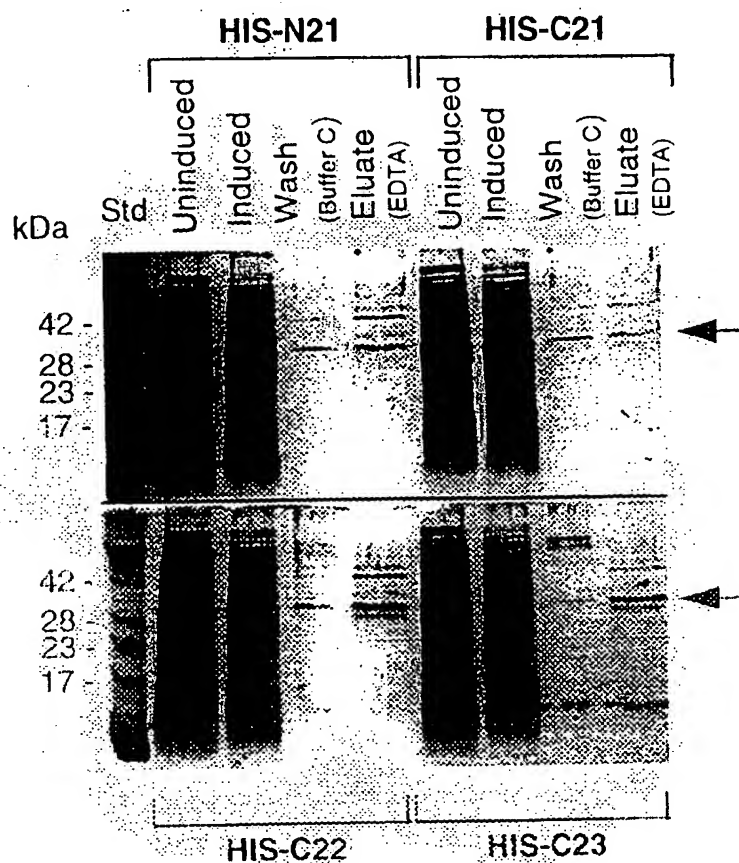 HIS-N21 HIS-C21
kDa Std Uninduced Induced Wash (Buffer C) Eluate (EDTA) Uninduced Induced Wash (Buffer C) Eluate (EDTA)
42 -
28 -
23 -
17 -
42 -
28 -
23 -
17 -
HIS-C22 HIS-C23